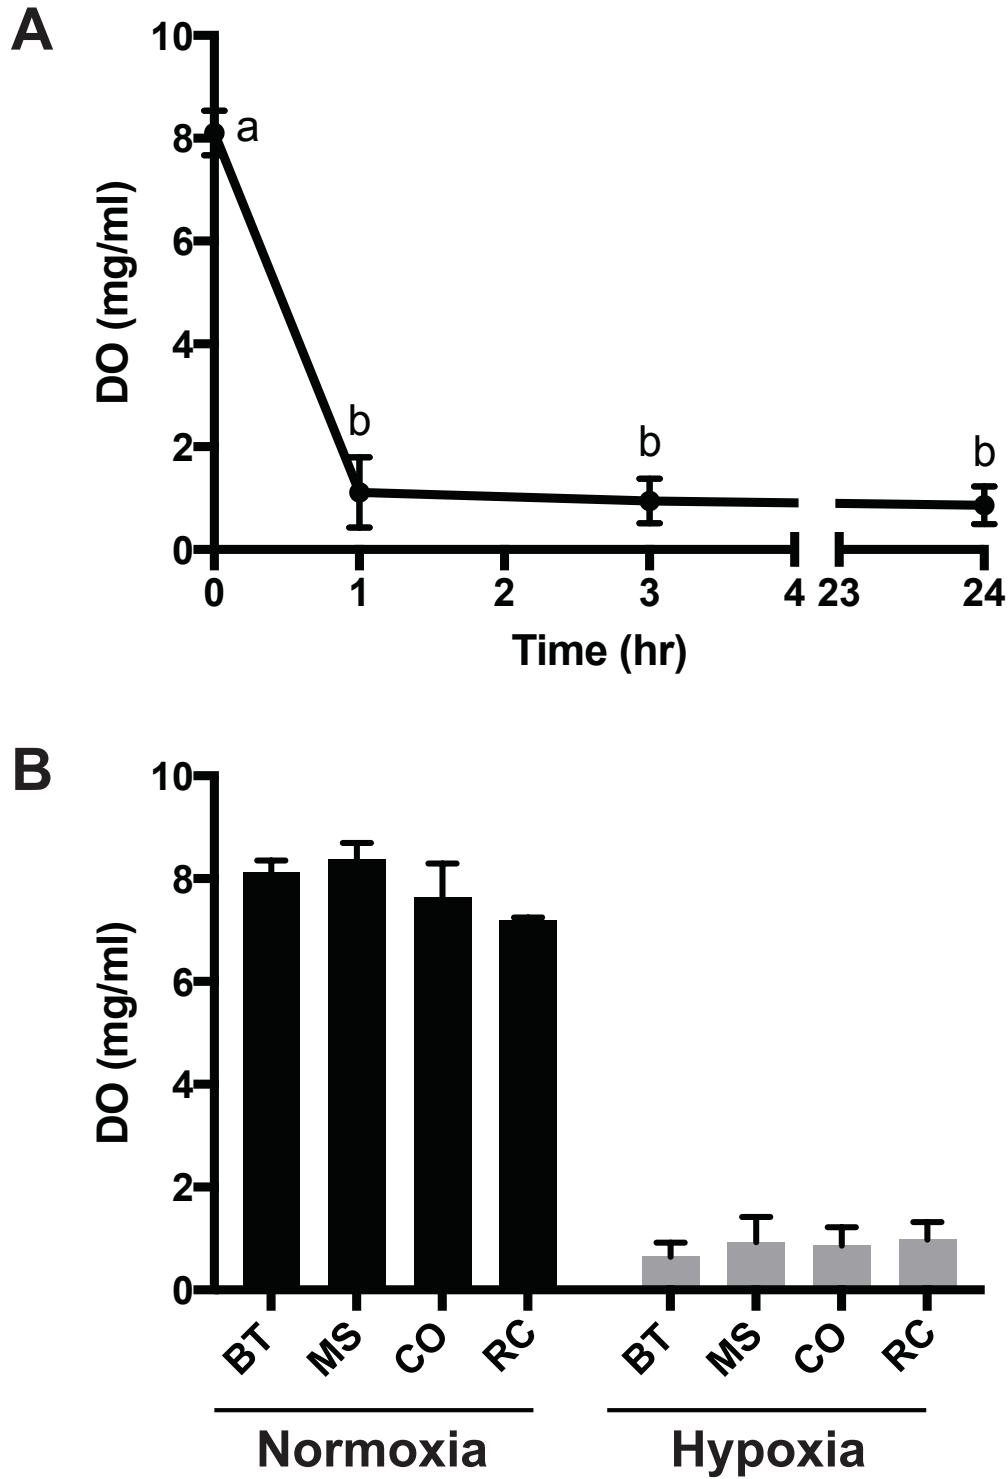 A
10
8
6
4
2
0
DO (mg/ml)
a
b
b
b
0 1 2 3 4 23 24
Time (hr)
B
10
8
6
4
2
0
DO (mg/ml)
BT MS CO RC BT MS CO RC
Normoxia Hypoxia